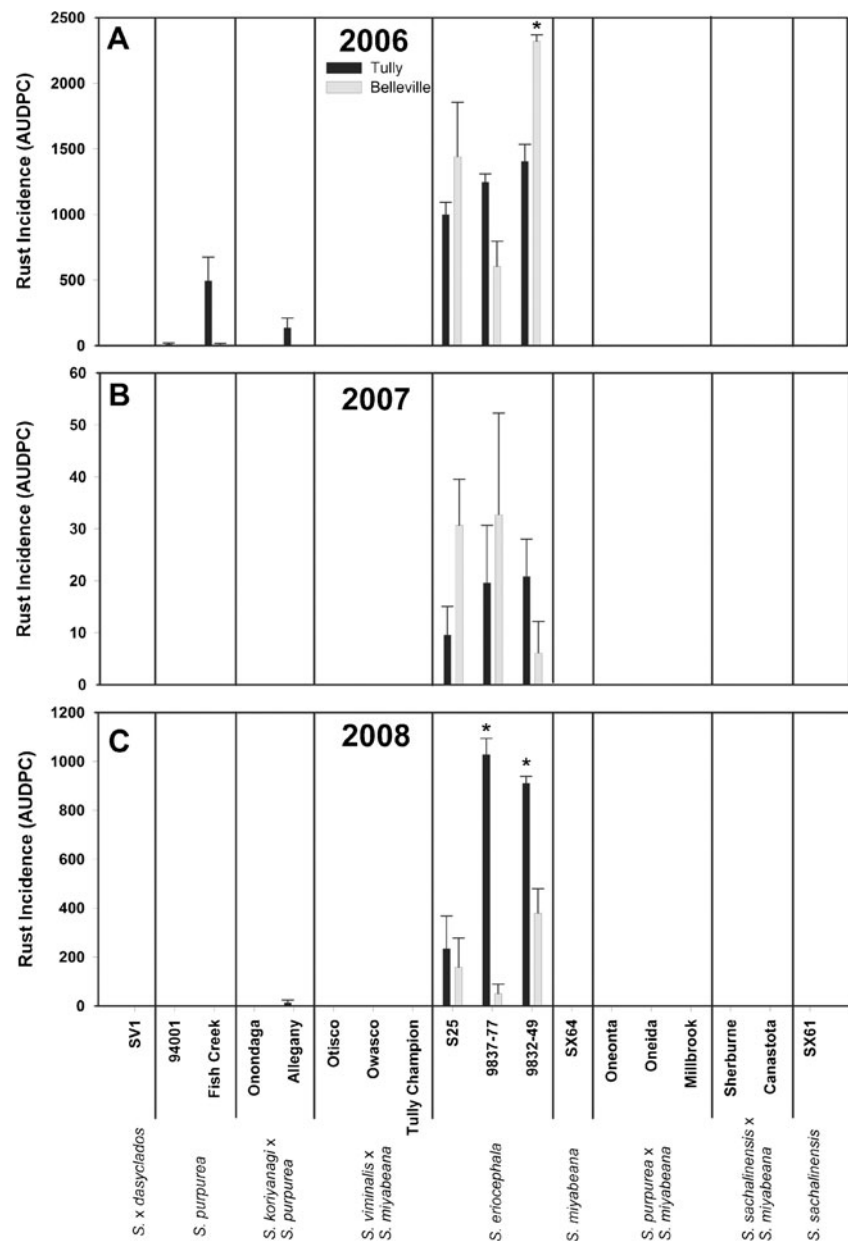 A
2006
*
Tully
Belleville
Rust Incidence (AUDPC)
2500
2000
1500
1000
500
0
B
2007
Rust Incidence (AUDPC)
60
50
40
30
20
10
0
C
2008
* *
Rust Incidence (AUDPC)
1200
1000
800
600
400
200
0
SV1
94001
Fish Creek
Onondaga
Allegany
Otisco
Owasco
Tully Champion
S25
9837-77
9832-49
SX64
Oneonta
Oneida
Millbrook
Sherburne
Canastota
SX61
S. x dasyclados
S. purpurea
S. koriyanagi x
S. purpurea
S. viminalis x
S. miyabeana
S. eriocephala
S. miyabeana
S. purpurea x
S. miyabeana
S. sachalinensis x
S. miyabeana
S. sachalinensis